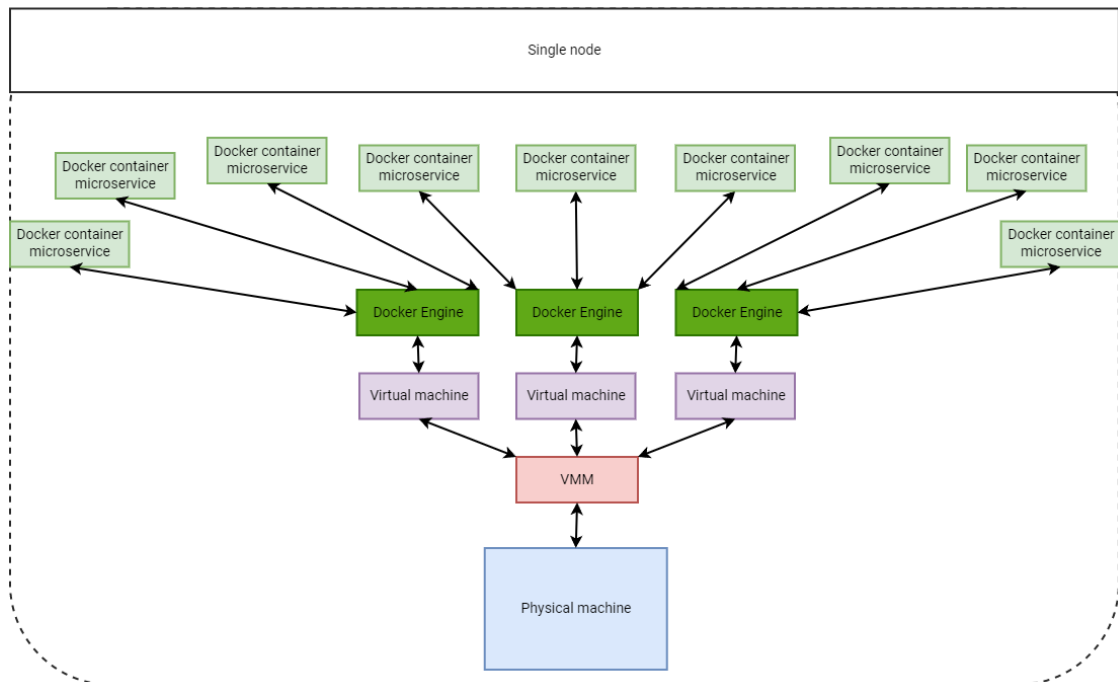 Single node
Docker container
microservice
Docker container
microservice
Docker container
microservice
Docker container
microservice
Docker container
microservice
Docker container
microservice
Docker container
microservice
Docker container
microservice
Docker container
microservice
Docker Engine
Docker Engine
Docker Engine
Virtual machine
Virtual machine
Virtual machine
VMM
Physical machine